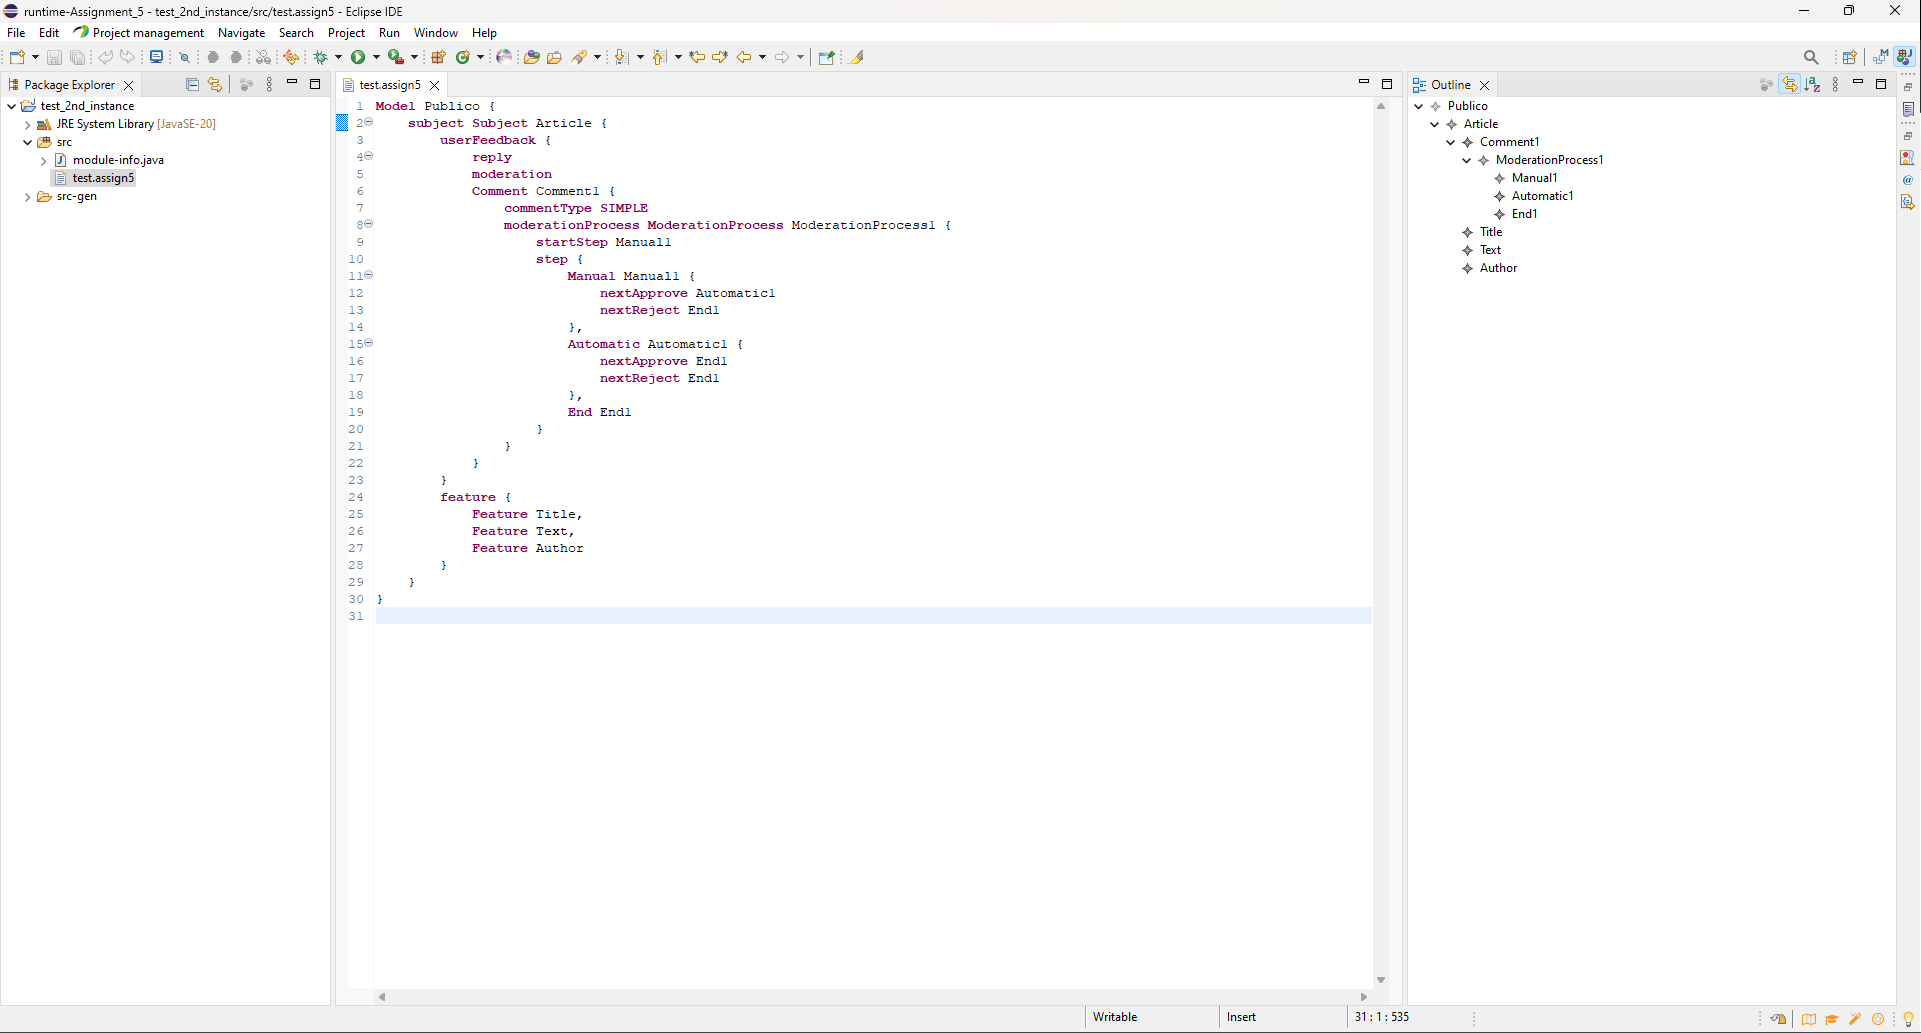 runtime-Assignment_5 - test_2nd_instance/src/test.assign5 - Eclipse IDE
File Edit Project management Navigate Search Project Run Window Help
Package Explorer
test_2nd_instance
JRE System Library [JavaSE-20]
src
module-info.java
test.assign5
src-gen
test.assign5
1 Model Publico {
2 subject Subject Article {
3 userFeedback {
4 reply
5 moderation
6 Comment Comment1 {
7 commentType SIMPLE
8 moderationProcess ModerationProcess ModerationProcess1 {
9 startStep Manual1
10 step {
11 Manual Manual1 {
12 nextApprove Automatic1
13 nextReject End1
14 },
15 Automatic Automatic1 {
16 nextApprove End1
17 nextReject End1
18 },
19 End End1
20 }
21 }
22 }
23 }
24 feature {
25 Feature Title,
26 Feature Text,
27 Feature Author
28 }
29 }
30 }
31
Outline
Publico
Article
Comment1
ModerationProcess1
Manual1
Automatic1
End1
Title
Text
Author
Writable
Insert
31 : 1 : 535